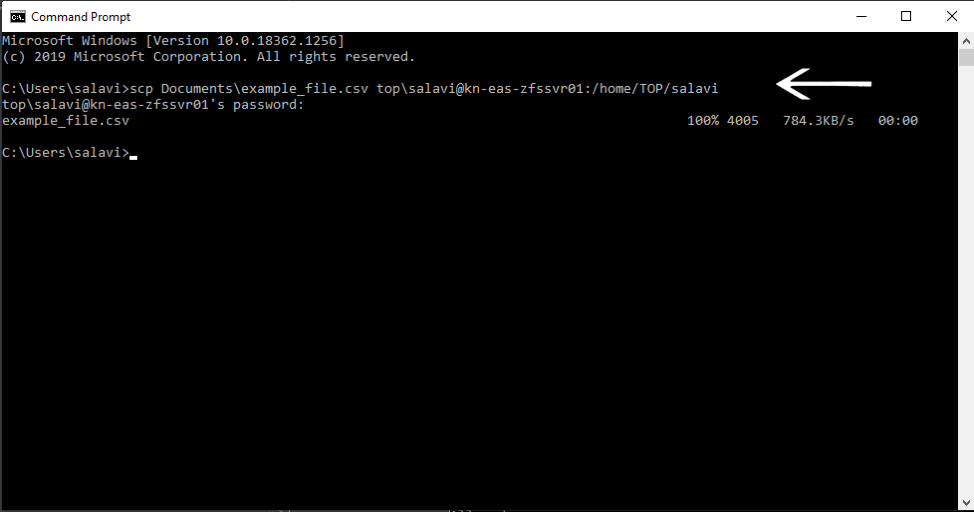 Command Prompt
Microsoft Windows [Version 10.0.18362.1256]
(c) 2019 Microsoft Corporation. All rights reserved.
C:\Users\salavi>scp Documents\example_file.csv top\salavi@kn-eas-zfssvr01:/home/TOP/salavi
top\salavi@kn-eas-zfssvr01's password:
example_file.csv 100% 4005 784.3KB/s 00:00
C:\Users\salavi>